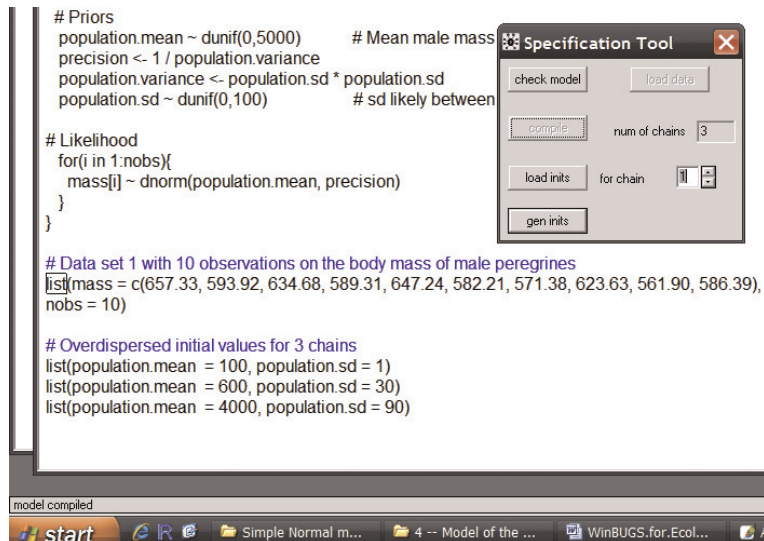 # Priors
population.mean ~ dunif(0,5000) # Mean male mass
precision <- 1 / population.variance
population.variance <- population.sd * population.sd
population.sd ~ dunif(0,100) # sd likely between
# Likelihood
for(i in 1:nobs){
mass[i] ~ dnorm(population.mean, precision)
}
}
# Data set 1 with 10 observations on the body mass of male peregrines
list(mass = c(657.33, 593.92, 634.68, 589.31, 647.24, 582.21, 571.38, 623.63, 561.90, 586.39),
nobs = 10)
# Overdispersed initial values for 3 chains
list(population.mean = 100, population.sd = 1)
list(population.mean = 600, population.sd = 30)
list(population.mean = 4000, population.sd = 90)
Specification Tool
check model load data
compile num of chains 3
load inits for chain 1
gen inits
model compiled
start Simple Normal m... 4 -- Model of the ... WinBUGS.for.Ecol...